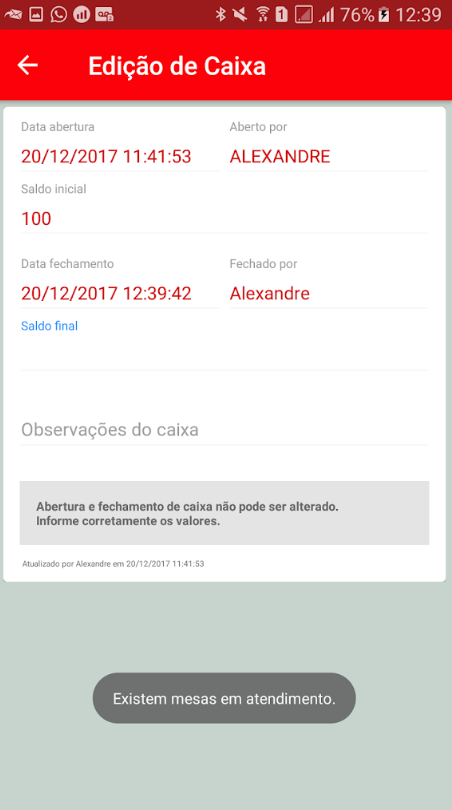 76% 12:39
Edição de Caixa
Data abertura Aberto por
20/12/2017 11:41:53 ALEXANDRE
Saldo inicial
100
Data fechamento Fechado por
20/12/2017 12:39:42 Alexandre
Saldo final
Observações do caixa
Abertura e fechamento de caixa não pode ser alterado.
Informe corretamente os valores.
Atualizado por Alexandre em 20/12/2017 11:41:53
Existem mesas em atendimento.